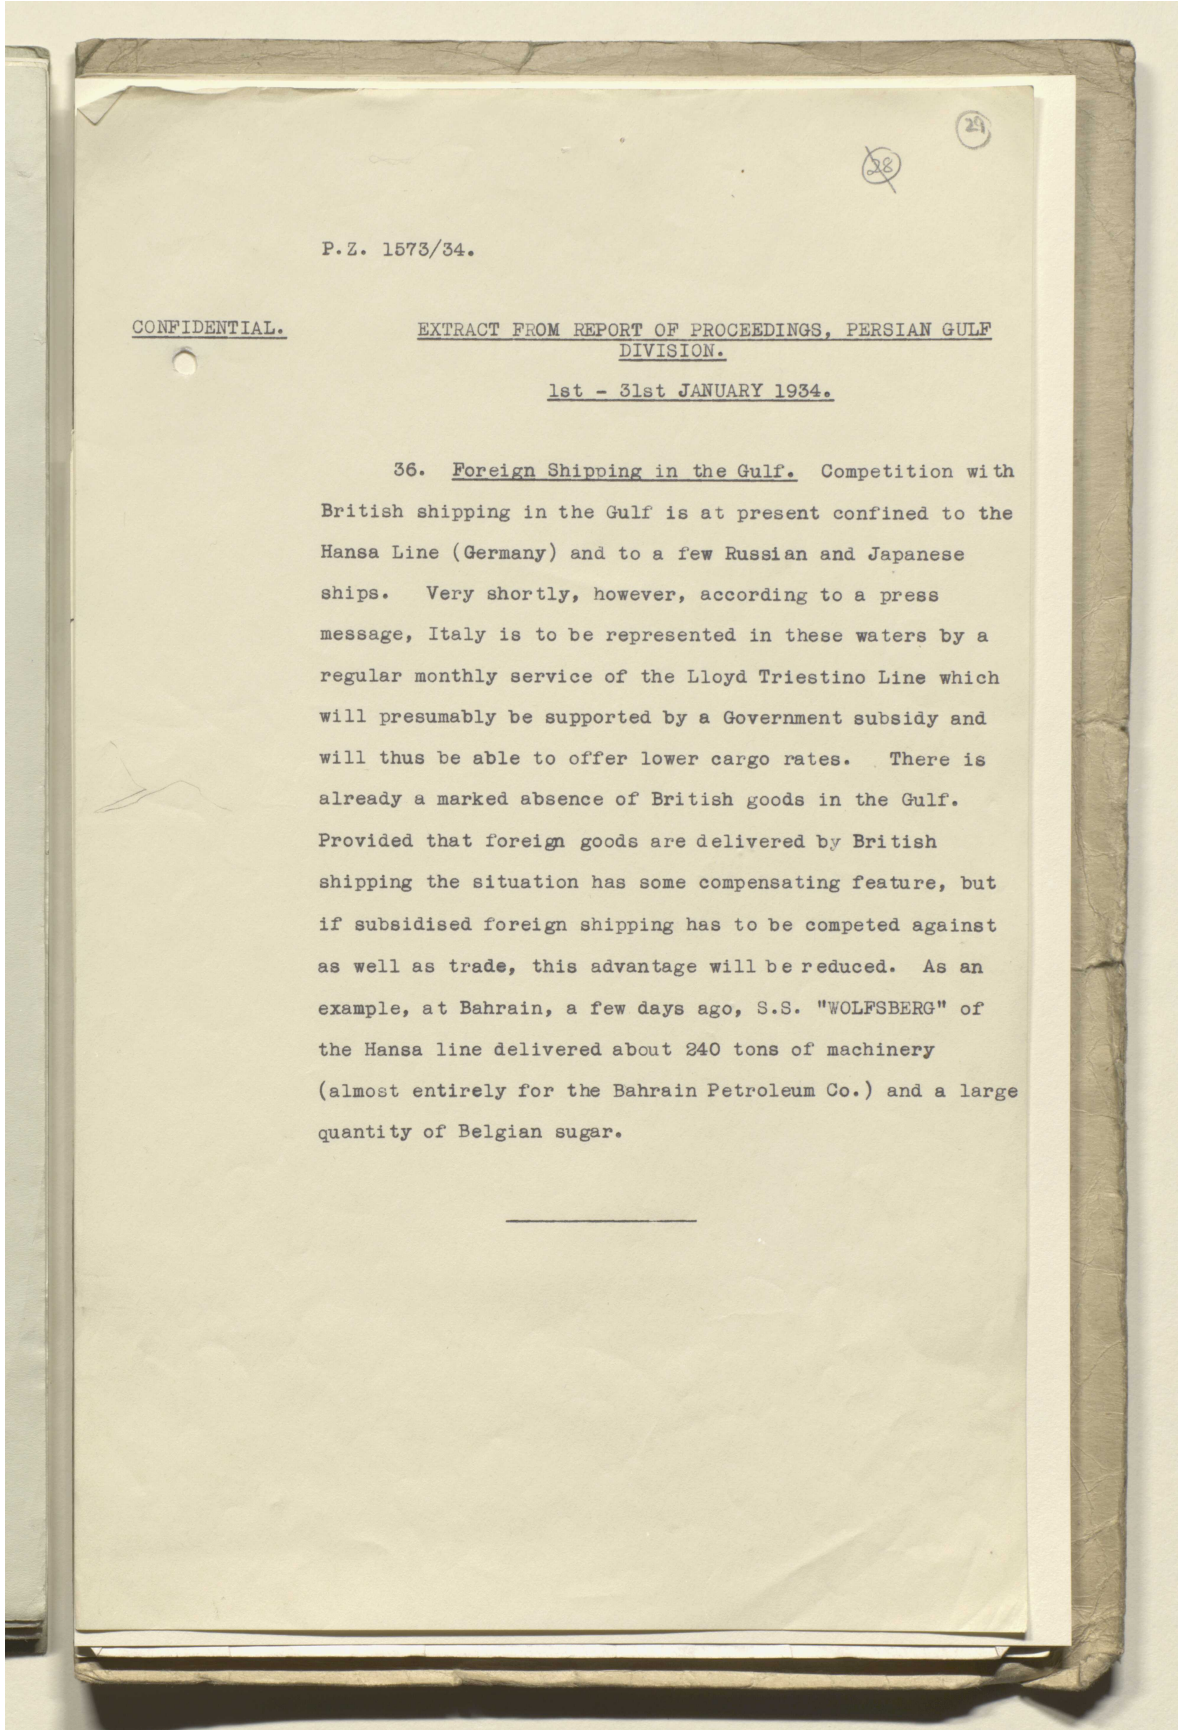 29
28
P.Z. 1573/34.
CONFIDENTIAL.
EXTRACT FROM REPORT OF PROCEEDINGS, PERSIAN GULF
DIVISION.
1st - 31st JANUARY 1934.
36. Foreign Shipping in the Gulf. Competition with
British shipping in the Gulf is at present confined to the
Hansa Line (Germany) and to a few Russian and Japanese
ships. Very shortly, however, according to a press
message, Italy is to be represented in these waters by a
regular monthly service of the Lloyd Triestino Line which
will presumably be supported by a Government subsidy and
will thus be able to offer lower cargo rates. There is
already a marked absence of British goods in the Gulf.
Provided that foreign goods are delivered by British
shipping the situation has some compensating feature, but
if subsidised foreign shipping has to be competed against
as well as trade, this advantage will be reduced. As an
example, at Bahrain, a few days ago, S.S. "WOLFSBERG" of
the Hansa line delivered about 240 tons of machinery
(almost entirely for the Bahrain Petroleum Co.) and a large
quantity of Belgian sugar.